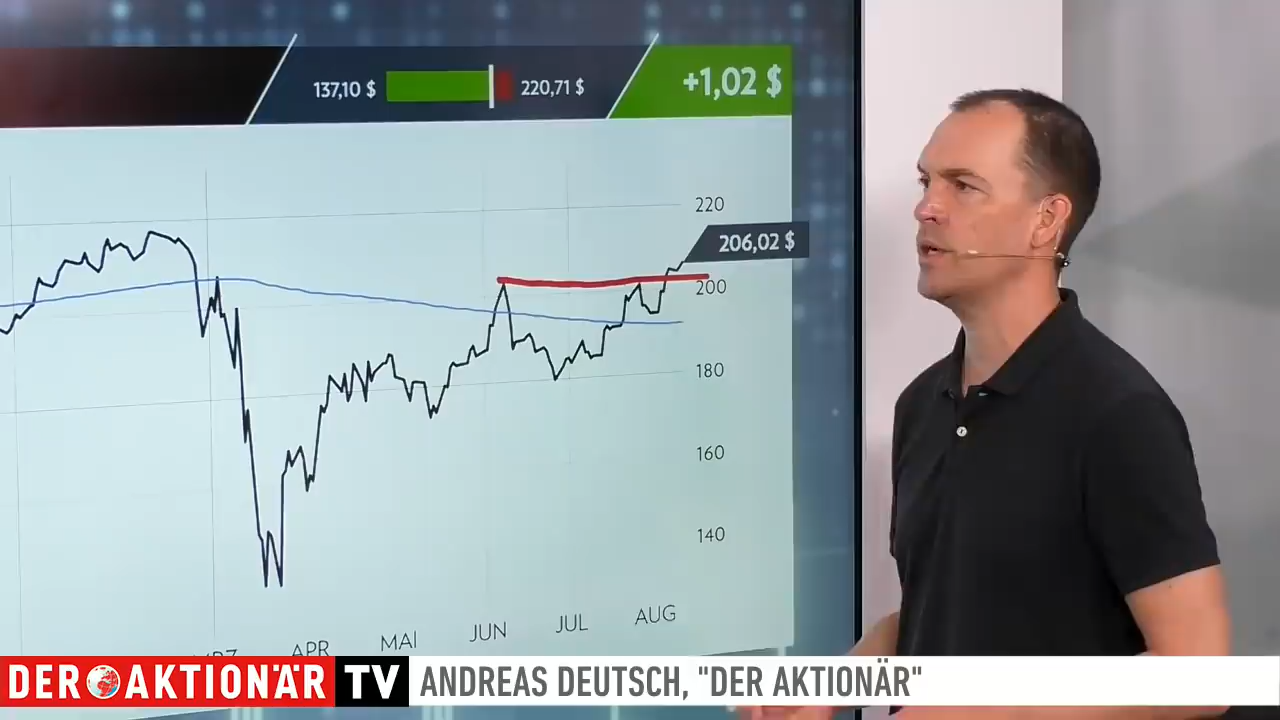 137,10 $
220,71 $
+1,02 $
220
206,02 $
200
180
160
140
APR
MAI
JUN
JUL
AUG
DER AKTIONÄR TV
ANDREAS DEUTSCH, "DER AKTIONÄR"